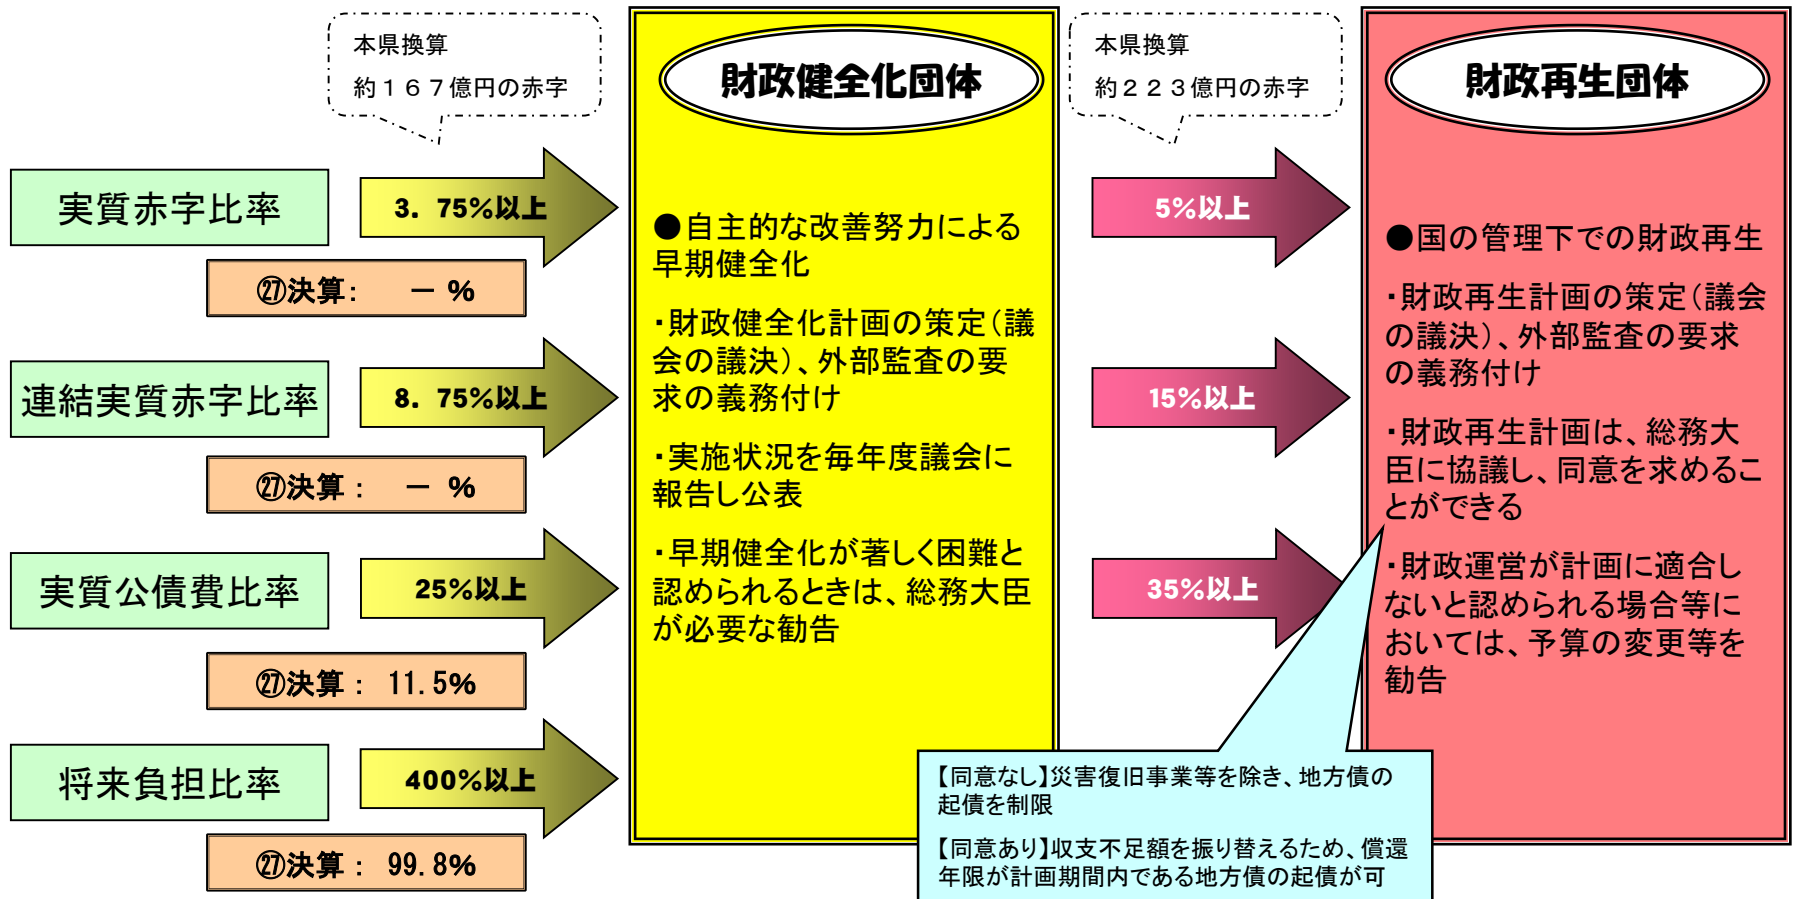 本県換算
約167億円の赤字
財政健全化団体
本県換算
約223億円の赤字
財政再生団体
実質赤字比率
3.75%以上
5%以上
㉗決算： － %
連結実質赤字比率
8.75%以上
15%以上
㉗決算： － %
実質公債費比率
25%以上
35%以上
㉗決算： 11.5%
将来負担比率
400%以上
㉗決算： 99.8%
●自主的な改善努力による
早期健全化
・財政健全化計画の策定（議
会の議決）、外部監査の要
求の義務付け
・実施状況を毎年度議会に
報告し公表
・早期健全化が著しく困難と
認められるときは、総務大臣
が必要な勧告
●国の管理下での財政再生
・財政再生計画の策定（議会
の議決）、外部監査の要求
の義務付け
・財政再生計画は、総務大
臣に協議し、同意を求めるこ
とができる
・財政運営が計画に適合し
ないと認められる場合等に
おいては、予算の変更等を
勧告
【同意なし】災害復旧事業等を除き、地方債の
起債を制限
【同意あり】収支不足額を振り替えるため、償還
年限が計画期間内である地方債の起債が可